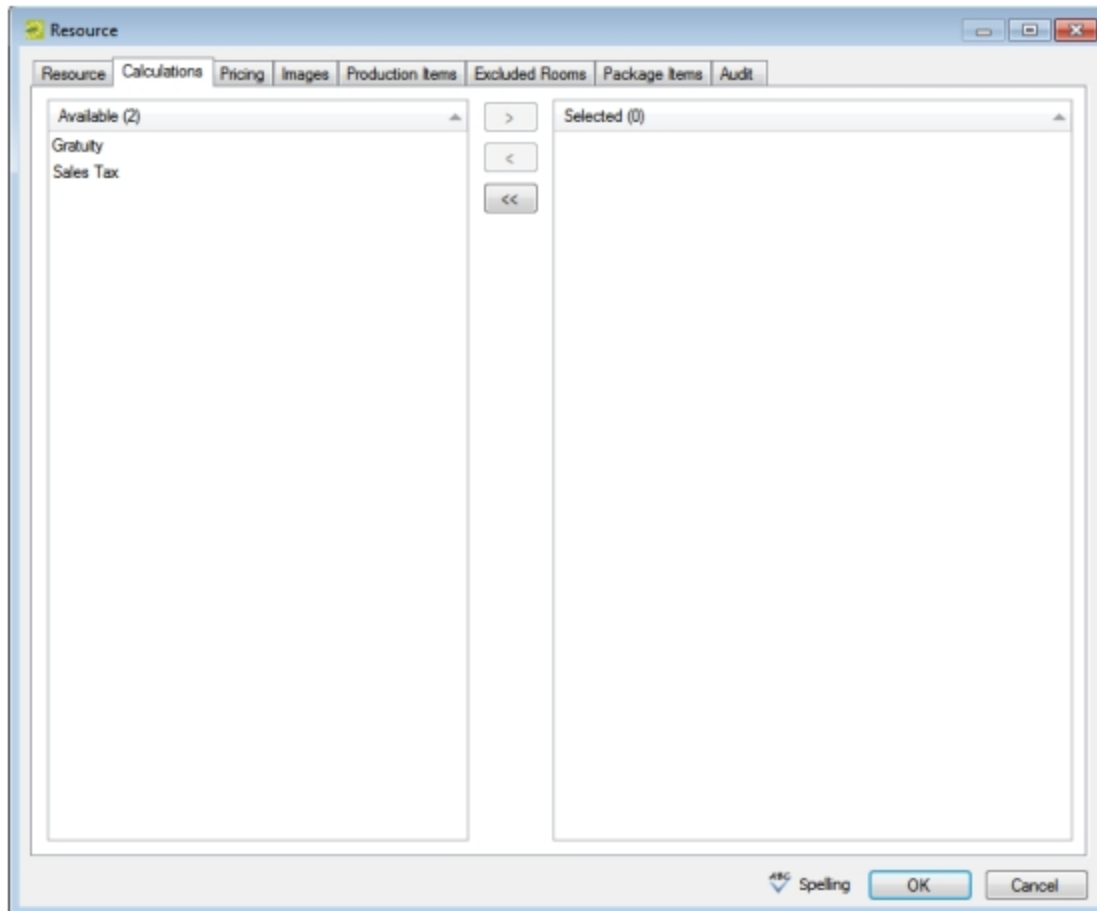 Resource
Resource Calculations Pricing Images Production Items Excluded Rooms Package Items Audit
Available (2) > Selected (0)
Gratuity
<
Sales Tax
<<
ABC Spelling OK Cancel